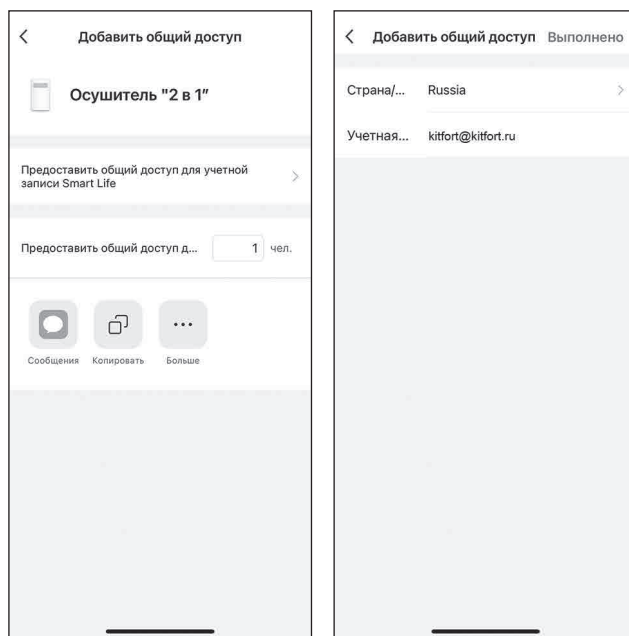 Добавить общий доступ
Осушитель "2 в 1"
Предоставить общий доступ для учетной
записи Smart Life
Предоставить общий доступ д... 1 чел.
Сообщения Копировать Больше
Добавить общий доступ Выполнено
Страна/... Russia
Учетная... kitfort@kitfort.ru